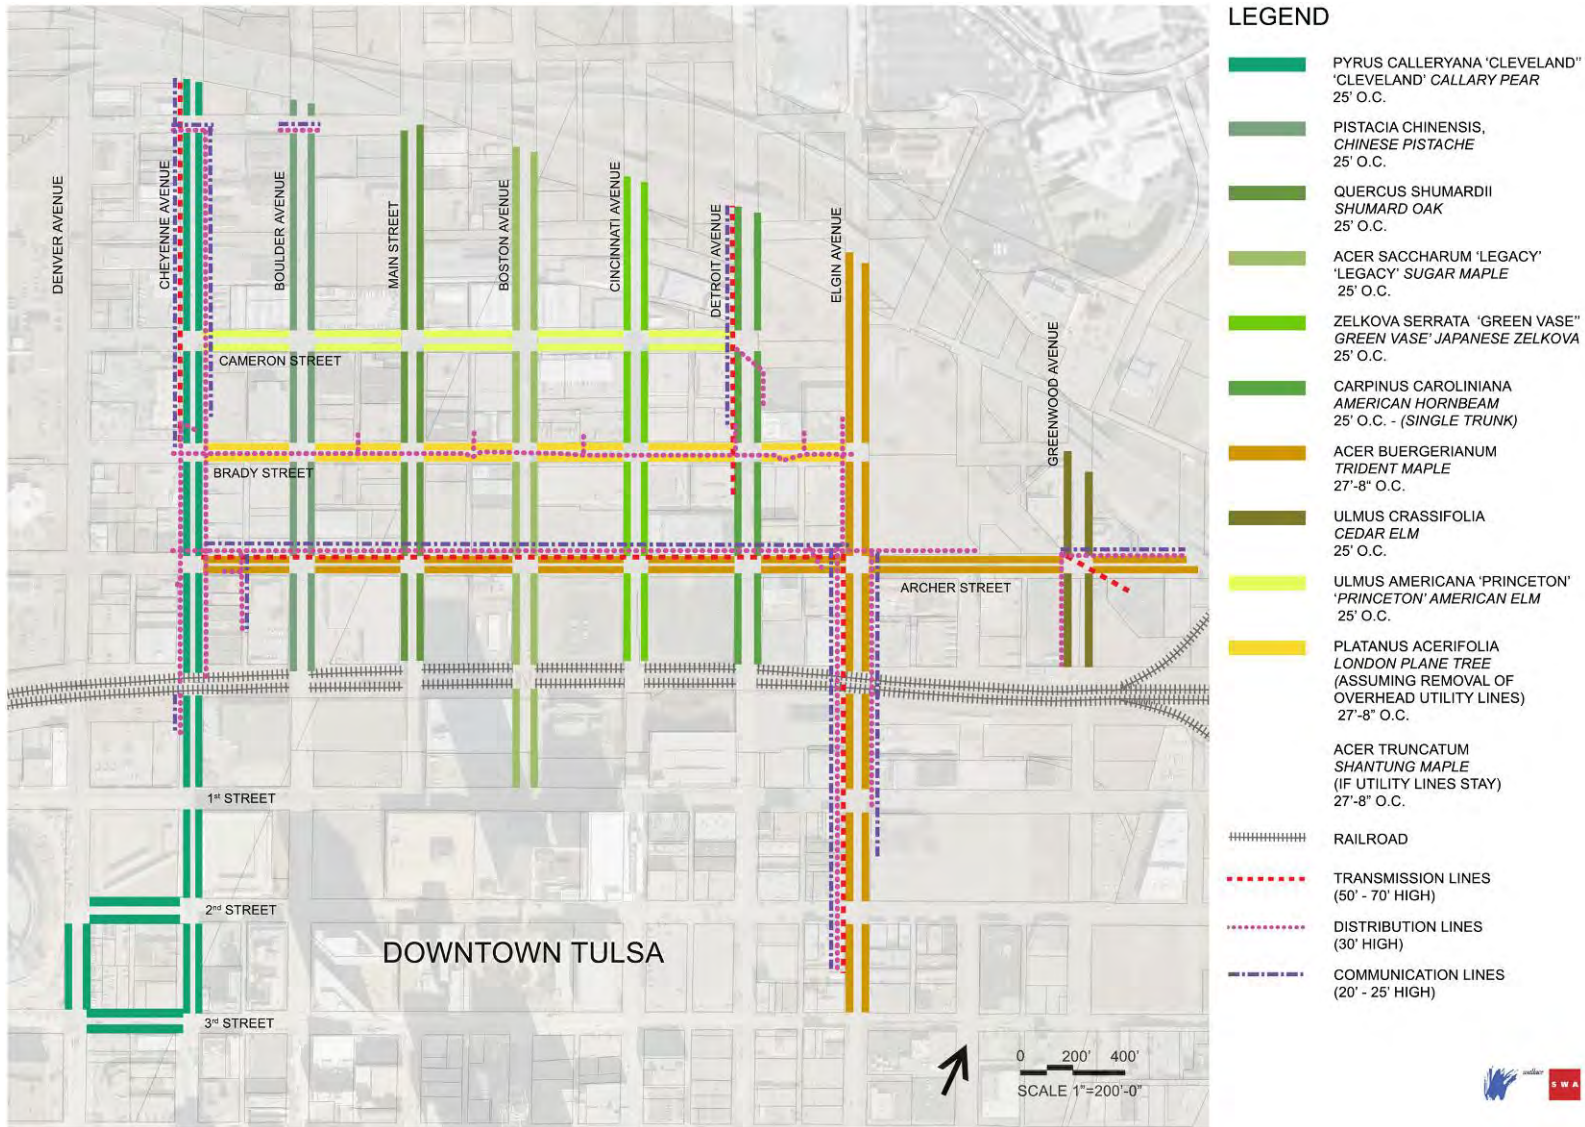 LEGEND
PYRUS CALLERYANA ‘CLEVELAND”
‘CLEVELAND’ CALLARY PEAR
25’ O.C.
PISTACIA CHINENSIS,
CHINESE PISTACHE
25’ O.C.
QUERCUS SHUMARDII
SHUMARD OAK
25’ O.C.
ACER SACCHARUM ‘LEGACY’
‘LEGACY’ SUGAR MAPLE
25’ O.C.
ZELKOVA SERRATA ‘GREEN VASE”
GREEN VASE’ JAPANESE ZELKOVA
25’ O.C.
CARPINUS CAROLINIANA
AMERICAN HORNBEAM
25’ O.C. - (SINGLE TRUNK)
ACER BUERGERIANUM
TRIDENT MAPLE
27’-8“ O.C.
ULMUS CRASSIFOLIA
CEDAR ELM
25’ O.C.
ULMUS AMERICANA ‘PRINCETON’
‘PRINCETON’ AMERICAN ELM
25’ O.C.
PLATANUS ACERIFOLIA
LONDON PLANE TREE
(ASSUMING REMOVAL OF
OVERHEAD UTILITY LINES)
27’-8” O.C.
ACER TRUNCATUM
SHANTUNG MAPLE
(IF UTILITY LINES STAY)
27’-8” O.C.
RAILROAD
TRANSMISSION LINES
(50’ - 70’ HIGH)
DISTRIBUTION LINES
(30’ HIGH)
COMMUNICATION LINES
(20’ - 25’ HIGH)
DENVER AVENUE
CHEYENNE AVENUE
BOULDER AVENUE
MAIN STREET
BOSTON AVENUE
CINCINNATI AVENUE
DETROIT AVENUE
ELGIN AVENUE
GREENWOOD AVENUE
CAMERON STREET
BRADY STREET
ARCHER STREET
1st STREET
2nd STREET
3rd STREET
DOWNTOWN TULSA
0 200’ 400’
SCALE 1”=200’-0”
wallace
S W A